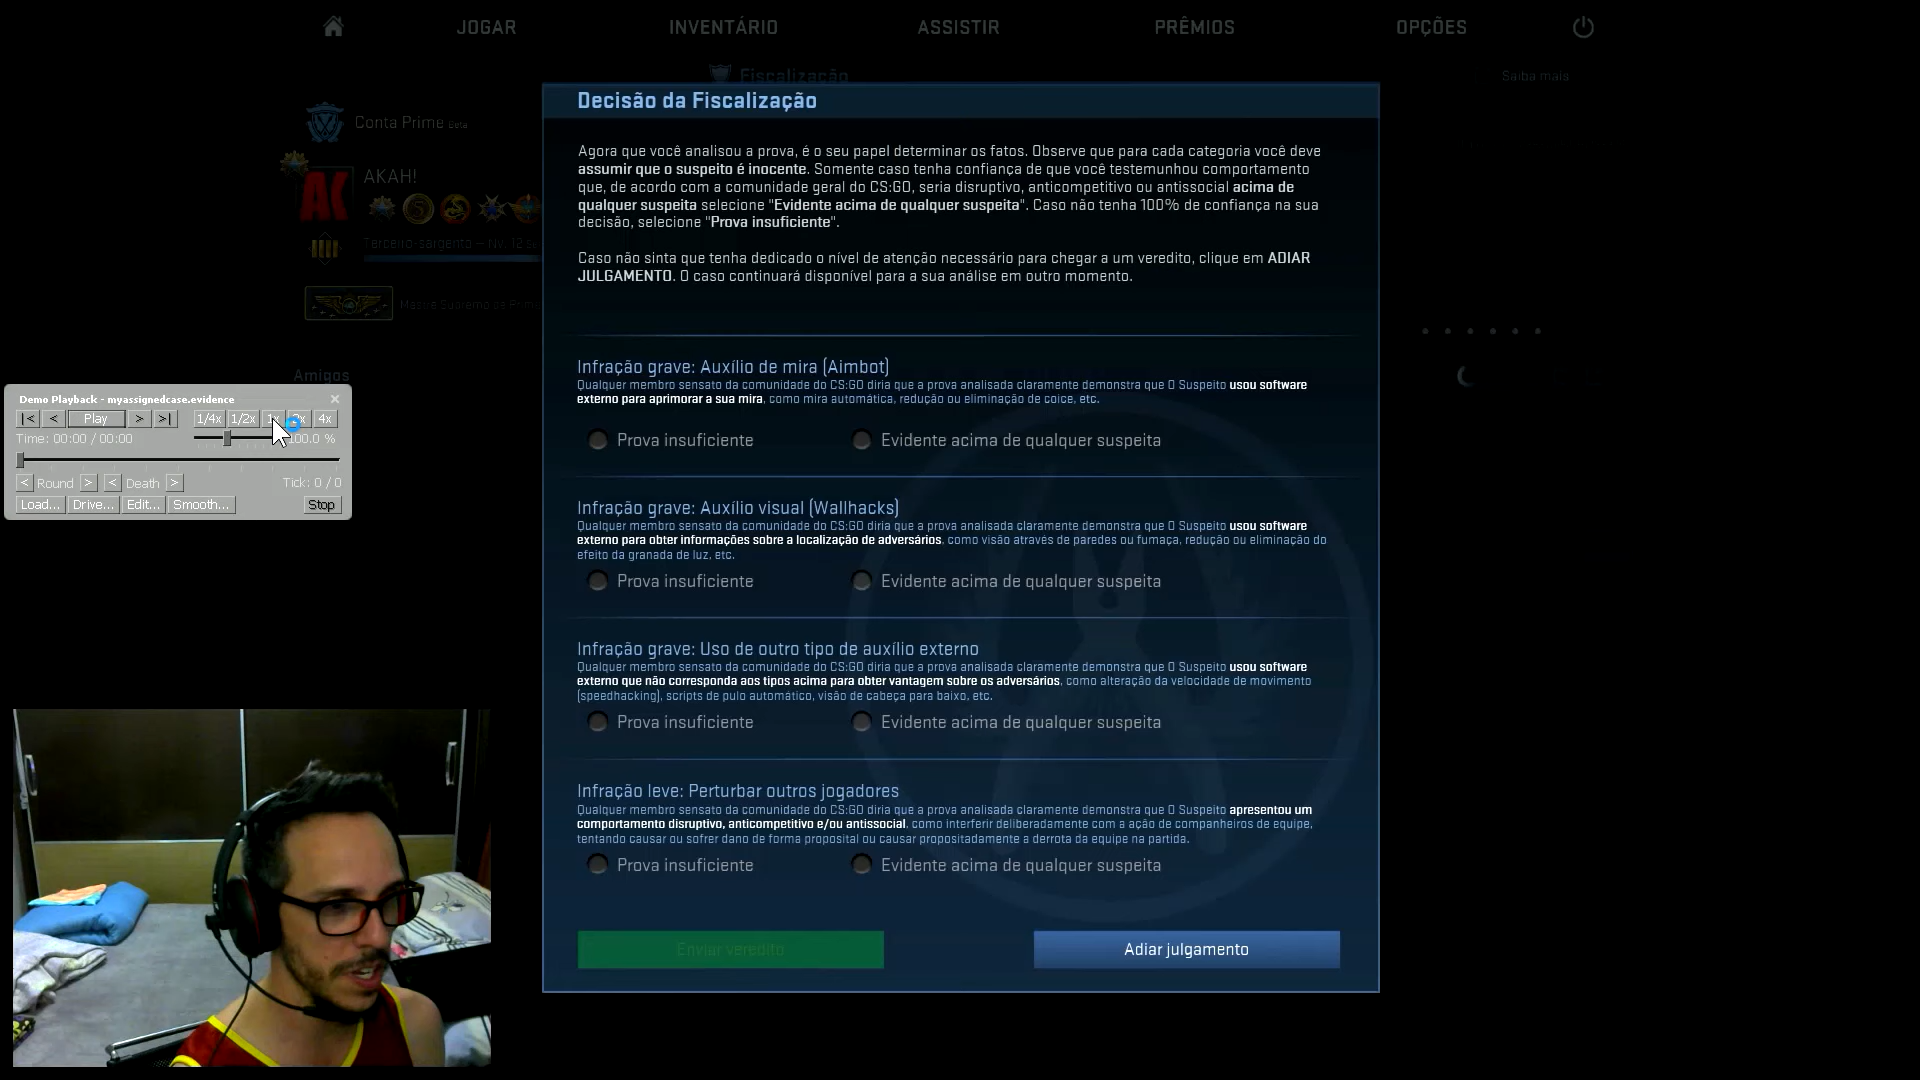 JOGAR
INVENTÁRIO
ASSISTIR
PRÊMIOS
OPÇÕES
Fiscalização
Saiba mais
Conta Prime Beta
AKAH!
Terceiro-sargento – Nv. 12
Amigos
Demo Playback - myassignedcase.evidence
|< < Play > >| 1/4x 1/2x 1x 2x 4x
Time: 00:00 / 00:00
100.0 %
< Round > < Death > Tick: 0 / 0
Load... Drive... Edit... Smooth... Stop
Decisão da Fiscalização
Agora que você analisou a prova, é o seu papel determinar os fatos. Observe que para cada categoria você deve
assumir que o suspeito é inocente. Somente caso tenha confiança de que você testemunhou comportamento
que, de acordo com a comunidade geral do CS:GO, seria disruptivo, anticompetitivo ou antissocial acima de
qualquer suspeita selecione "Evidente acima de qualquer suspeita". Caso não tenha 100% de confiança na sua
decisão, selecione "Prova insuficiente".
Caso não sinta que tenha dedicado o nível de atenção necessário para chegar a um veredito, clique em ADIAR
JULGAMENTO. O caso continuará disponível para a sua análise em outro momento.
Infração grave: Auxílio de mira (Aimbot)
Qualquer membro sensato da comunidade do CS:GO diria que a prova analisada claramente demonstra que O Suspeito usou software
externo para aprimorar a sua mira, como mira automática, redução ou eliminação de coice, etc.
Prova insuficiente
Evidente acima de qualquer suspeita
Infração grave: Auxílio visual (Wallhacks)
Qualquer membro sensato da comunidade do CS:GO diria que a prova analisada claramente demonstra que O Suspeito usou software
externo para obter informações sobre a localização de adversários, como visão através de paredes ou fumaça, redução ou eliminação do
efeito da granada de luz, etc.
Prova insuficiente
Evidente acima de qualquer suspeita
Infração grave: Uso de outro tipo de auxílio externo
Qualquer membro sensato da comunidade do CS:GO diria que a prova analisada claramente demonstra que O Suspeito usou software
externo que não corresponda aos tipos acima para obter vantagem sobre os adversários, como alteração da velocidade de movimento
(speedhacking), scripts de pulo automático, visão de cabeça para baixo, etc.
Prova insuficiente
Evidente acima de qualquer suspeita
Infração leve: Perturbar outros jogadores
Qualquer membro sensato da comunidade do CS:GO diria que a prova analisada claramente demonstra que O Suspeito apresentou um
comportamento disruptivo, anticompetitivo e/ou antissocial, como interferir deliberadamente com a ação de companheiros de equipe,
tentando causar ou sofrer dano de forma proposital ou causar propositadamente a derrota da equipe na partida.
Prova insuficiente
Evidente acima de qualquer suspeita
Enviar veredito
Adiar julgamento